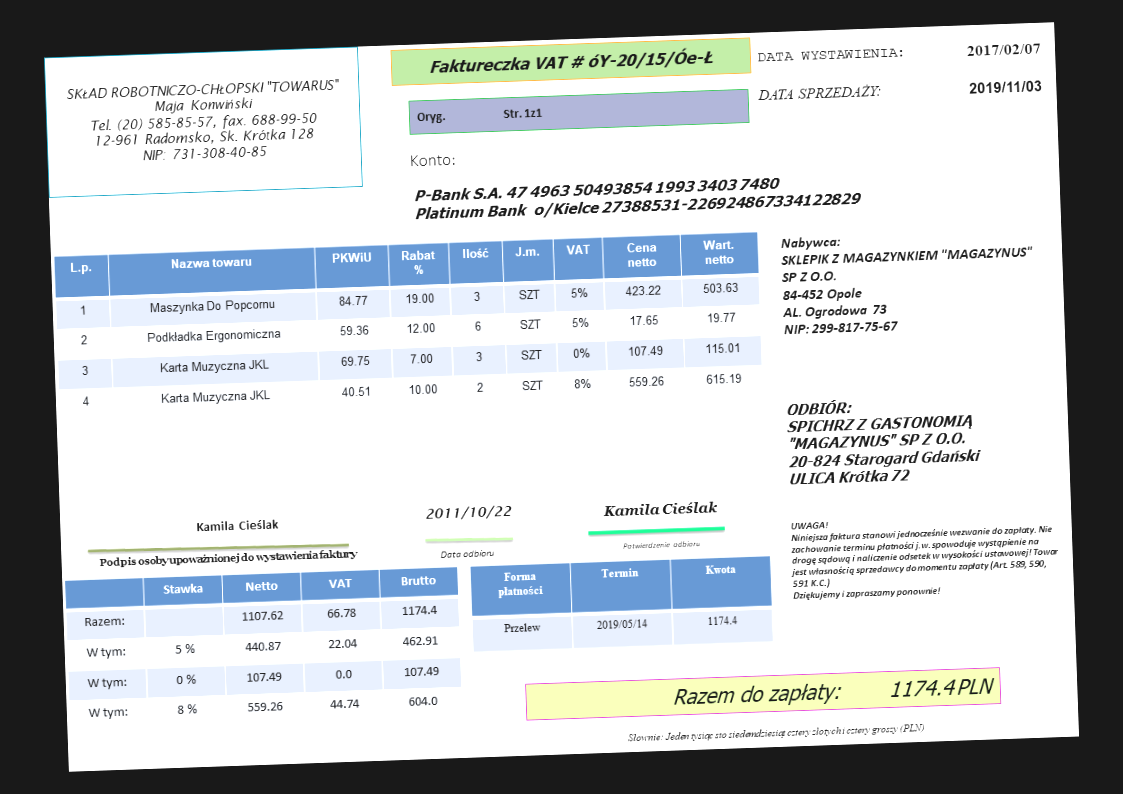 SKŁAD ROBOTNICZO-CHŁOPSKI "TOWARUS"
Maja Konwiński
Tel. (20) 585-85-57, fax. 688-99-50
12-961 Radomsko, Sk. Krótka 128
NIP: 731-308-40-85
Faktureczka VAT # óY-20/15/Óe-Ł
Oryg. Str. 1z1
DATA WYSTAWIENIA: 2017/02/07
DATA SPRZEDAŻY: 2019/11/03
Konto:
P-Bank S.A. 47 4963 50493854 1993 3403 7480
Platinum Bank o/Kielce 27388531-226924867334122829
L.p. Nazwa towaru PKWiU Rabat % Ilość J.m. VAT Cena netto Wart. netto
1 Maszynka Do Popcornu 84.77 19.00 3 SZT 5% 423.22 503.63
2 Podkładka Ergonomiczna 59.36 12.00 6 SZT 5% 17.65 19.77
3 Karta Muzyczna JKL 69.75 7.00 3 SZT 0% 107.49 115.01
4 Karta Muzyczna JKL 40.51 10.00 2 SZT 8% 559.26 615.19
Nabywca:
SKLEPIK Z MAGAZYNKIEM "MAGAZYNUS"
SP Z O.O.
84-452 Opole
AL. Ogrodowa 73
NIP: 299-817-75-67
ODBIÓR:
SPICHRZ Z GASTONOMIĄ
"MAGAZYNUS" SP Z O.O.
20-824 Starogard Gdański
ULICA Krótka 72
Kamila Cieślak
Podpis osoby upoważnionej do wystawienia faktury
2011/10/22
Data odbioru
Kamila Cieślak
Potwierdzenie odbioru
UWAGA!
Niniejsza faktura stanowi jednocześnie wezwanie do zapłaty. Nie
zachowanie terminu płatności j.w. spowoduje wystąpienie na
drogę sądową i naliczenie odsetek w wysokości ustawowej! Towar
jest własnością sprzedawcy do momentu zapłaty (Art. 589, 590,
591 K.C.)
Dziękujemy i zapraszamy ponownie!
Stawka Netto VAT Brutto
Razem: 1107.62 66.78 1174.4
W tym: 5 % 440.87 22.04 462.91
W tym: 0 % 107.49 0.0 107.49
W tym: 8 % 559.26 44.74 604.0
Forma płatności Termin Kwota
Przelew 2019/05/14 1174.4
Razem do zapłaty: 1174.4 PLN
Słownie: Jeden tysiąc sto siedemdziesiąt cztery złotych i cztery groszy (PLN)